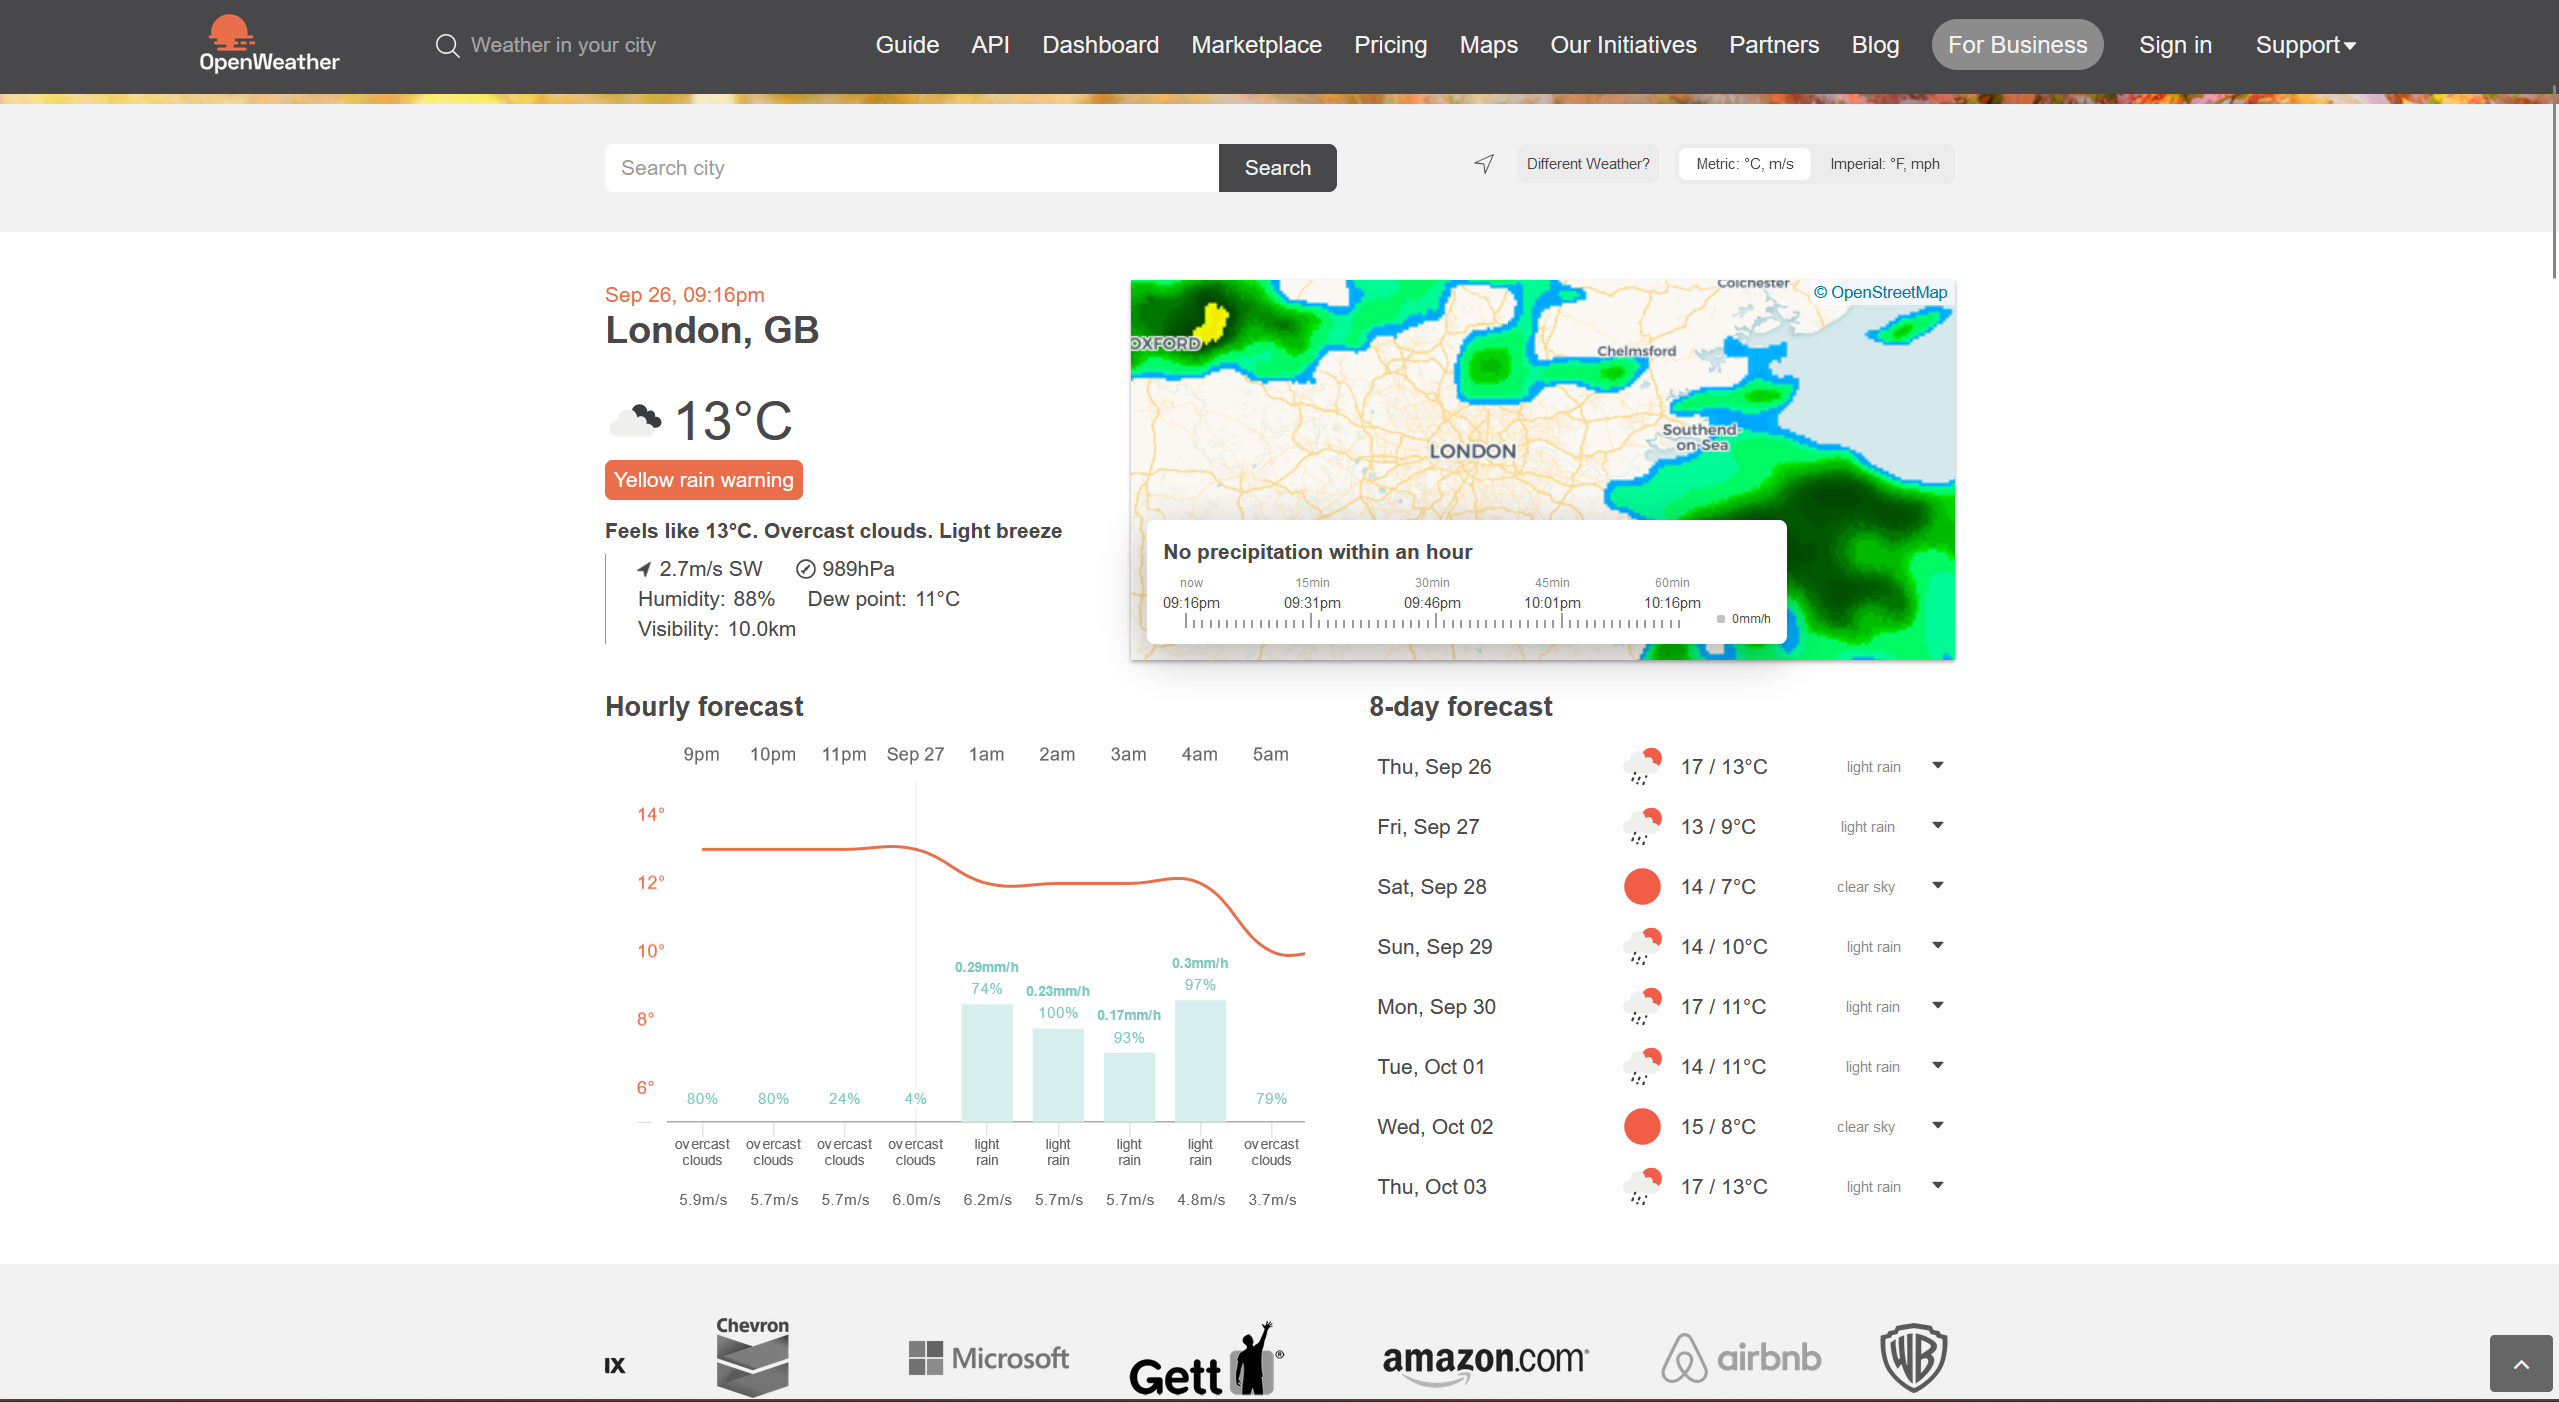 OpenWeather
Weather in your city
Guide
API
Dashboard
Marketplace
Pricing
Maps
Our Initiatives
Partners
Blog
For Business
Sign in
Support
Search city
Search
Different Weather?
Metric: °C, m/s
Imperial: °F, mph
Sep 26, 09:16pm
London, GB
13°C
Yellow rain warning
Feels like 13°C. Overcast clouds. Light breeze
2.7m/s SW 989hPa
Humidity: 88% Dew point: 11°C
Visibility: 10.0km
Colchester
© OpenStreetMap
OXFORD
Chelmsford
Southend-
on-Sea
LONDON
No precipitation within an hour
now 15min 30min 45min 60min
09:16pm 09:31pm 09:46pm 10:01pm 10:16pm
0mm/h
Hourly forecast
9pm 10pm 11pm Sep 27 1am 2am 3am 4am 5am
14°
12°
10°
8°
6°
0.29mm/h 0.23mm/h 0.17mm/h 0.3mm/h
80% 80% 24% 4% 74% 100% 93% 97% 79%
overcast clouds
overcast clouds
overcast clouds
overcast clouds
light rain
light rain
light rain
light rain
overcast clouds
5.9m/s 5.7m/s 5.7m/s 6.0m/s 6.2m/s 5.7m/s 5.7m/s 4.8m/s 3.7m/s
8-day forecast
Thu, Sep 26 17 / 13°C light rain
Fri, Sep 27 13 / 9°C light rain
Sat, Sep 28 14 / 7°C clear sky
Sun, Sep 29 14 / 10°C light rain
Mon, Sep 30 17 / 11°C light rain
Tue, Oct 01 14 / 11°C light rain
Wed, Oct 02 15 / 8°C clear sky
Thu, Oct 03 17 / 13°C light rain
IX
Chevron
Microsoft
Gett®
amazon.com®
airbnb
WB